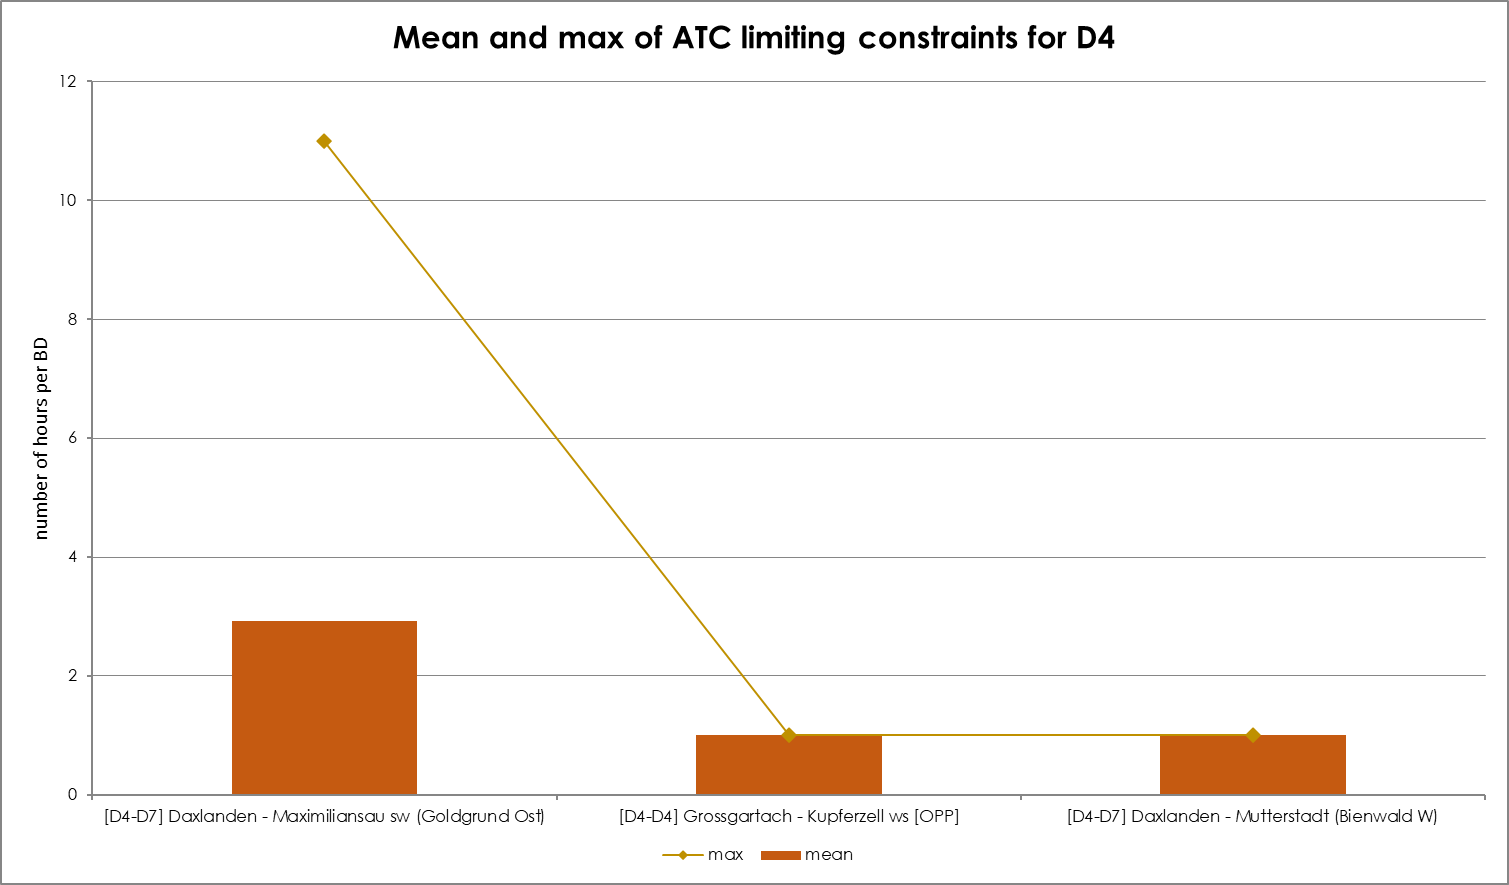 Mean and max of ATC limiting constraints for D4
12
10
8
6
4
2
0
number of hours per BD
[D4-D7] Daxlanden - Maximiliansau sw (Goldgrund Ost)
[D4-D4] Grossgartach - Kupferzell ws [OPP]
[D4-D7] Daxlanden - Mutterstadt (Bienwald W)
max
mean